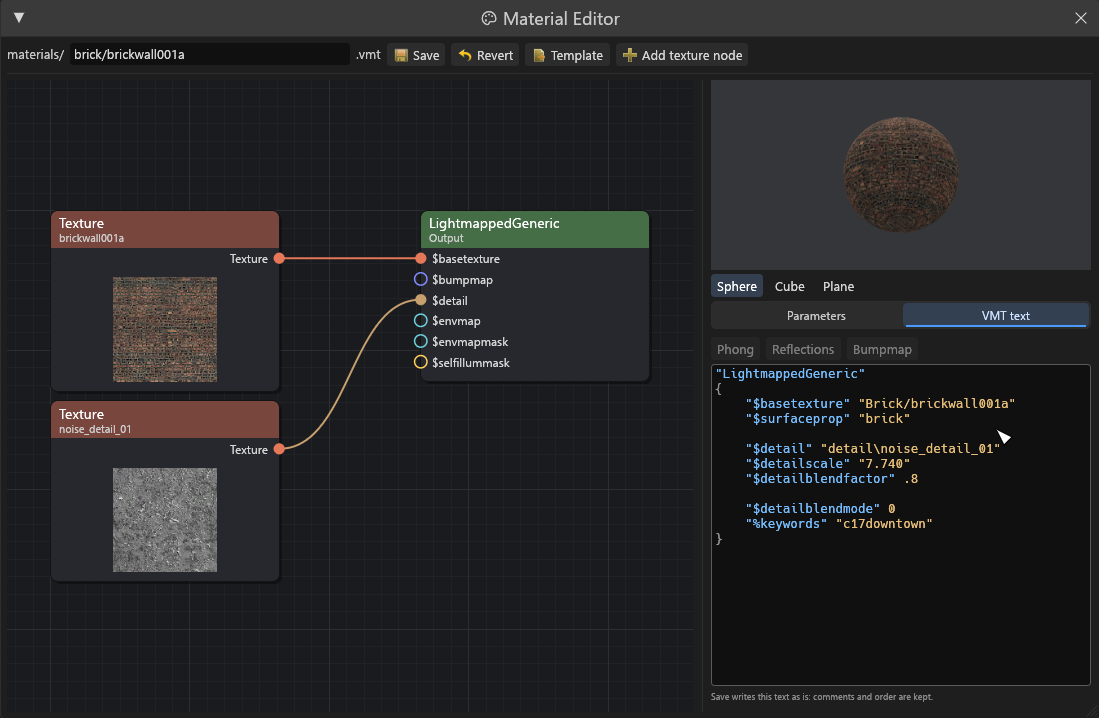 Material Editor
materials/ brick/brickwall001a .vmt Save Revert Template Add texture node
Texture
brickwall001a
Texture
Texture
noise_detail_01
Texture
LightmappedGeneric
Output
$basetexture
$bumpmap
$detail
$envmap
$envmapmask
$selfillummask
Sphere Cube Plane
Parameters VMT text
Phong Reflections Bumpmap
"LightmappedGeneric"
{
"$basetexture" "Brick/brickwall001a"
"$surfaceprop" "brick"
"$detail" "detail\noise_detail_01"
"$detailscale" "7.740"
"$detailblendfactor" .8
"$detailblendmode" 0
"%keywords" "c17downtown"
}
Save writes this text as is: comments and order are kept.